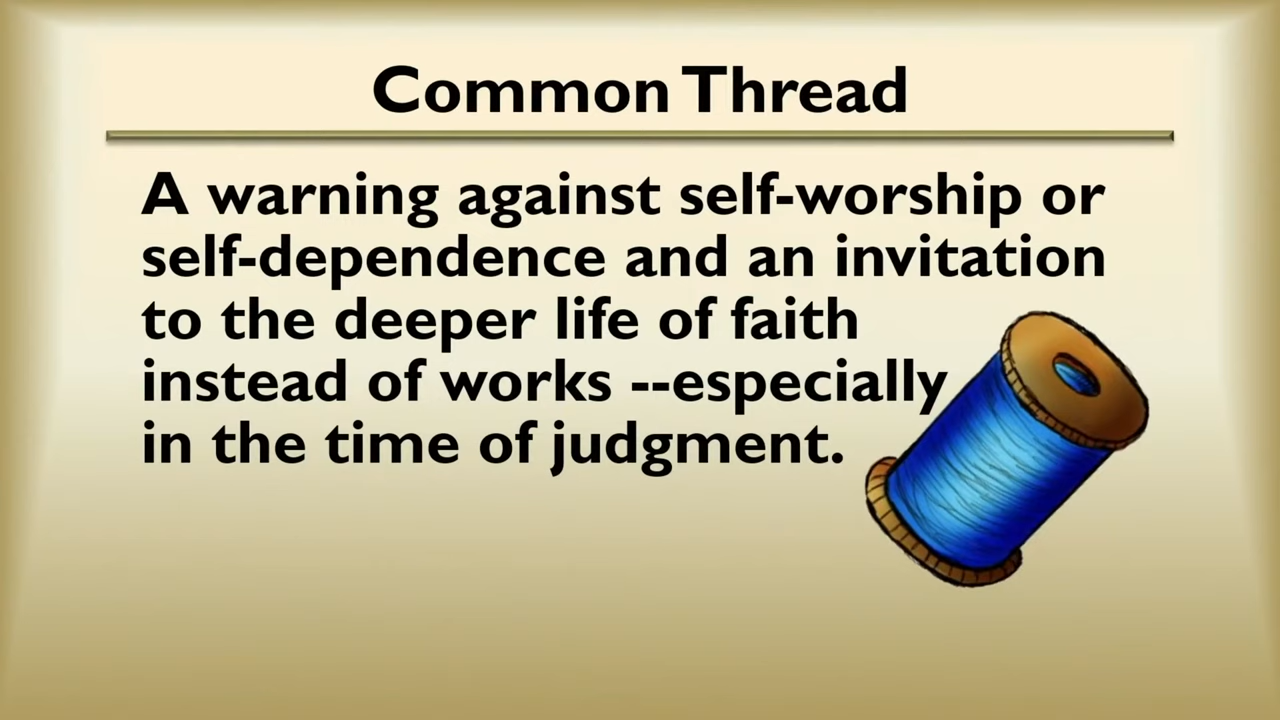 Common Thread
A warning against self-worship or
self-dependence and an invitation
to the deeper life of faith
instead of works --especially
in the time of judgment.